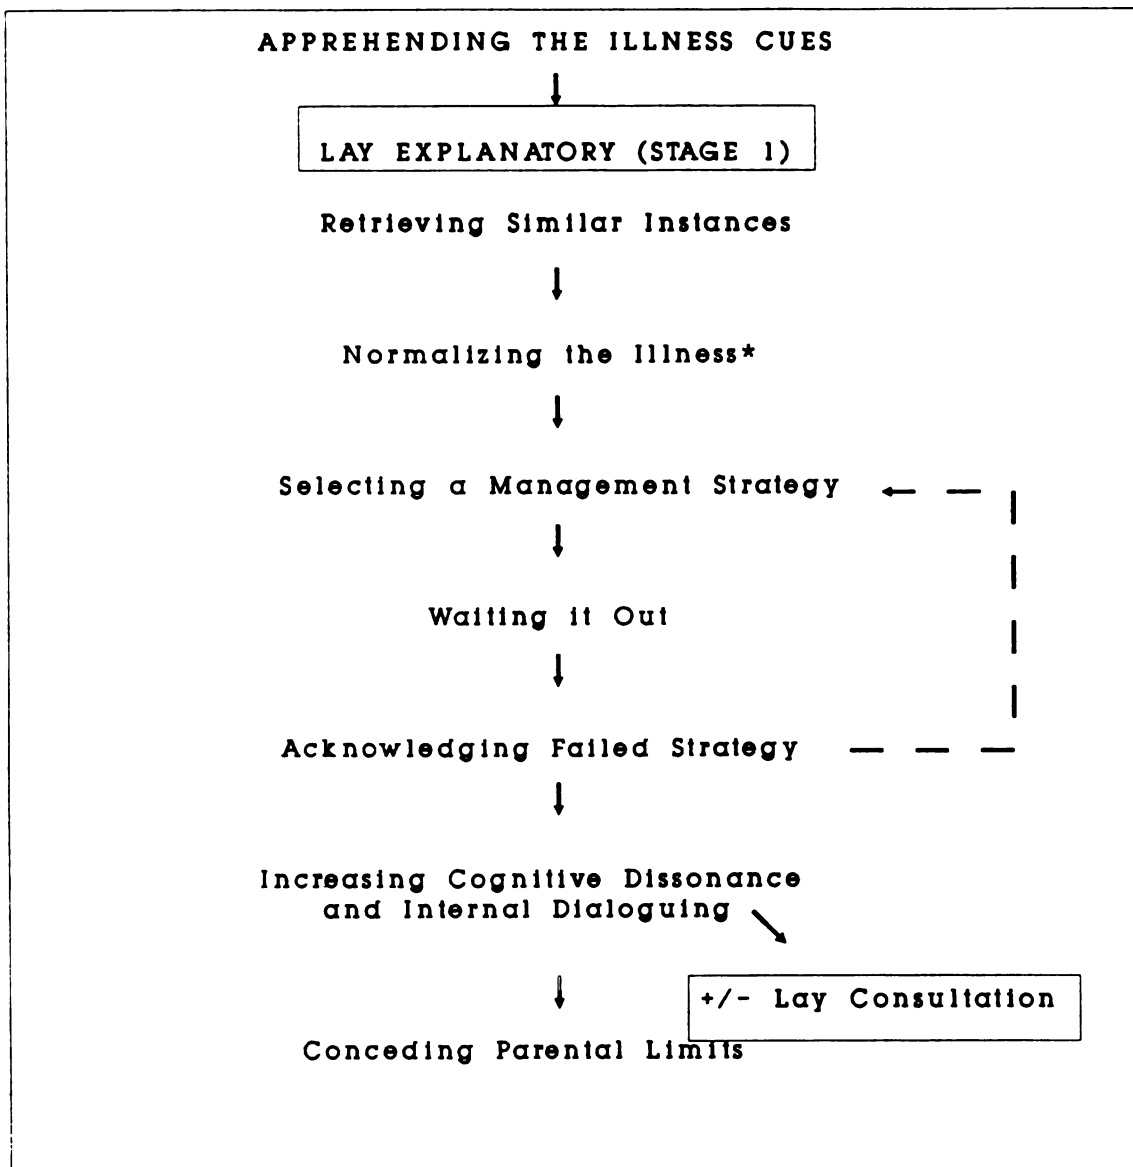 APPREHENDING THE ILLNESS CUES
LAY EXPLANATORY (STAGE 1)
Retrieving Similar Instances
Normalizing the Illness*
Selecting a Management Strategy
Waiting it Out
Acknowledging Failed Strategy
Increasing Cognitive Dissonance
and Internal Dialoguing
+/- Lay Consultation
Conceding Parental Limits